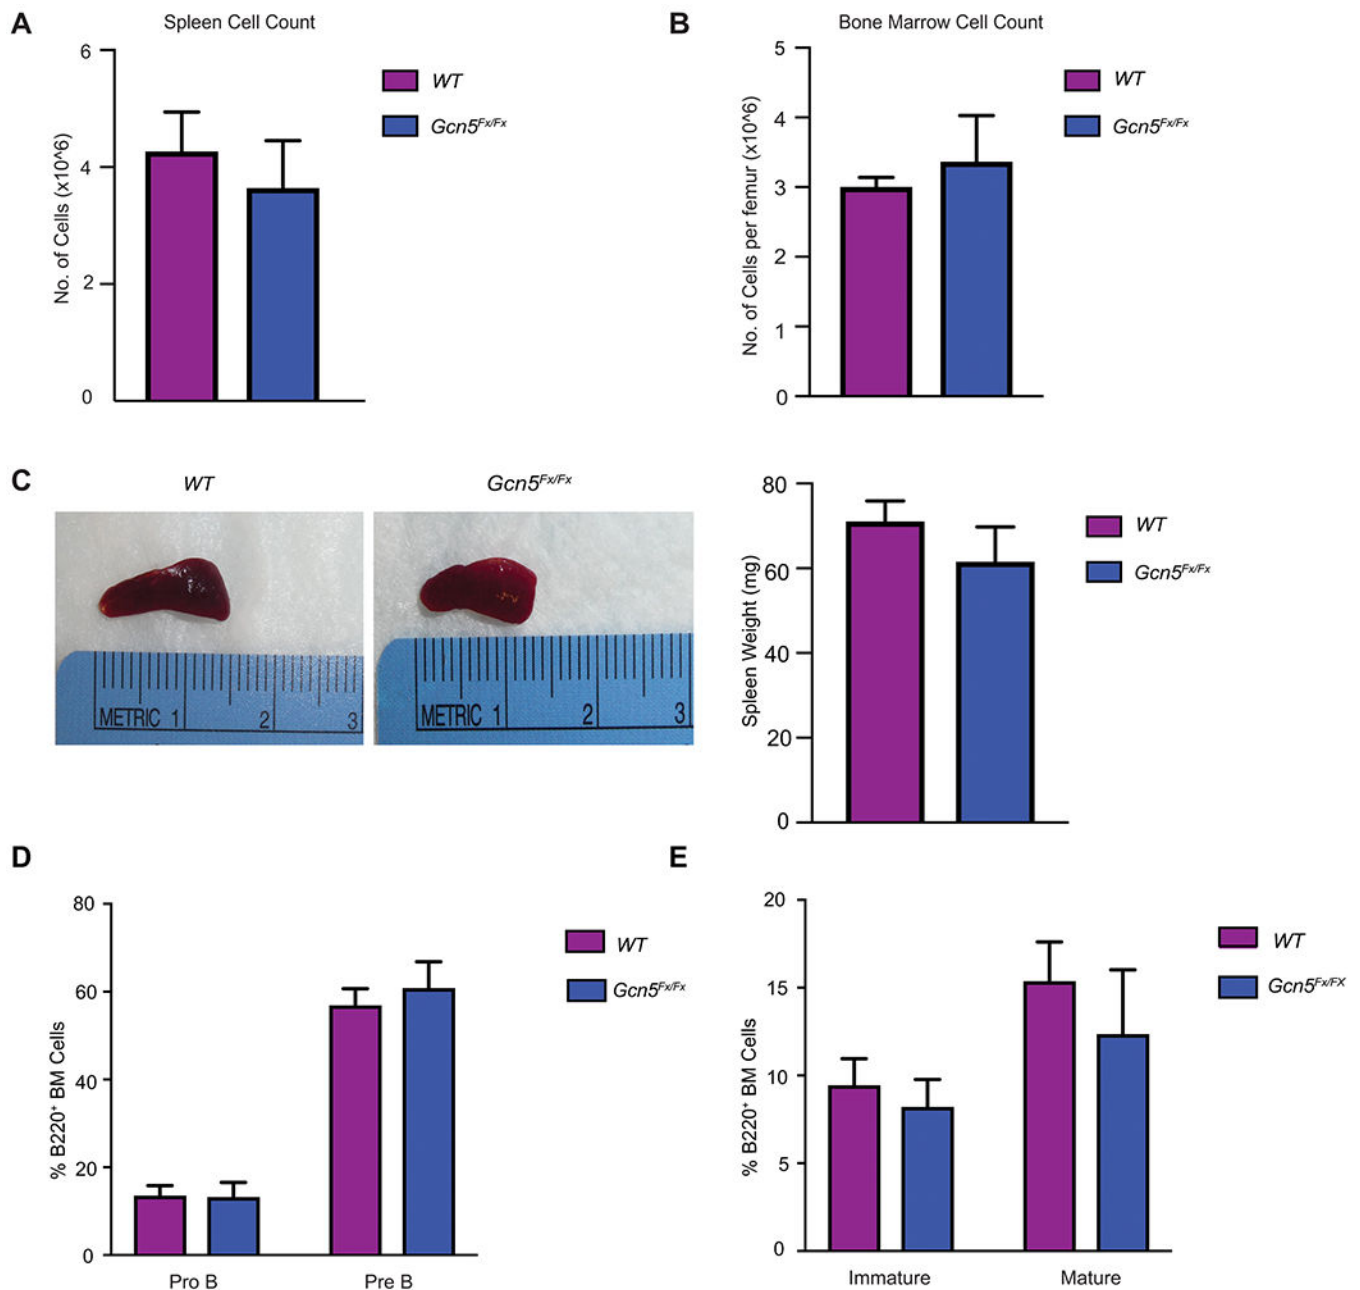 A
Spleen Cell Count
No. of Cells (x10^6)
6
4
2
0
WT
Gcn5Fx/Fx
B
Bone Marrow Cell Count
No. of Cells per femur (x10^6)
5
4
3
2
1
0
WT
Gcn5Fx/Fx
C
WT
Gcn5Fx/Fx
METRIC 1 2 3
METRIC 1 2 3
Spleen Weight (mg)
80
60
40
20
0
WT
Gcn5Fx/Fx
D
% B220+ BM Cells
80
60
40
20
0
Pro B
Pre B
WT
Gcn5Fx/Fx
E
% B220+ BM Cells
20
15
10
5
0
Immature
Mature
WT
Gcn5Fx/FX